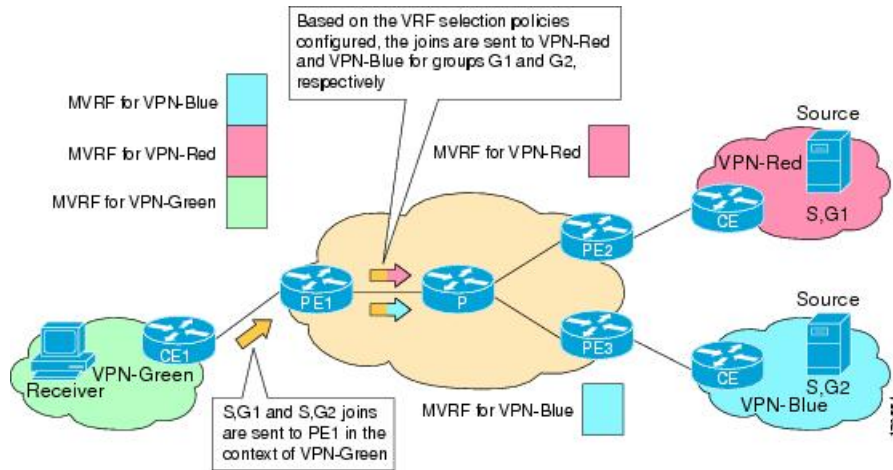 Based on the VRF selection policies
configured, the joins are sent to VPN-Red
and VPN-Blue for groups G1 and G2,
respectively
MVRF for VPN-Blue
MVRF for VPN-Red
MVRF for VPN-Green
MVRF for VPN-Red
Source
VPN-Red
S,G1
CE
PE2
PE1
P
CE1
Receiver
VPN-Green
PE3
Source
CE
S,G2
VPN-Blue
MVRF for VPN-Blue
S,G1 and S,G2 joins
are sent to PE1 in the
context of VPN-Green